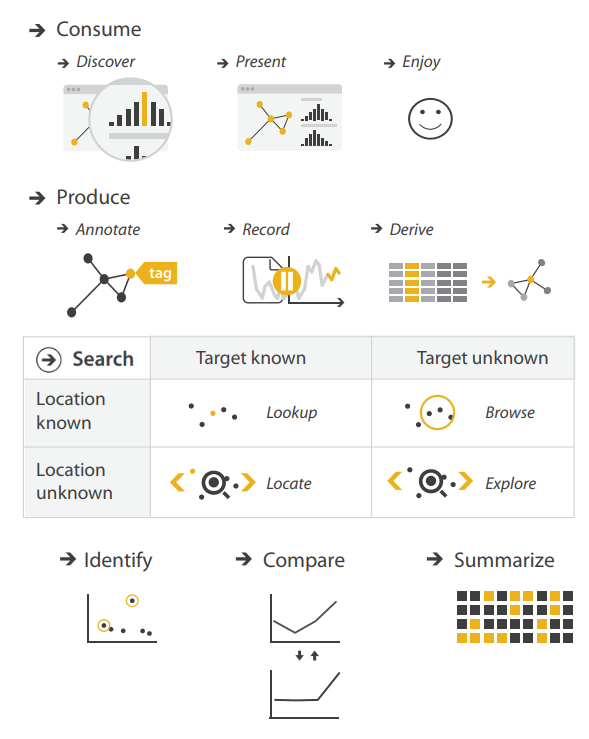 ➔ Consume
➔ Discover
➔ Present
➔ Enjoy
➔ Produce
➔ Annotate
➔ Record
➔ Derive
tag
➔ Search
Target known
Target unknown
Location
known
Lookup
Browse
Location
unknown
Locate
Explore
➔ Identify
➔ Compare
➔ Summarize